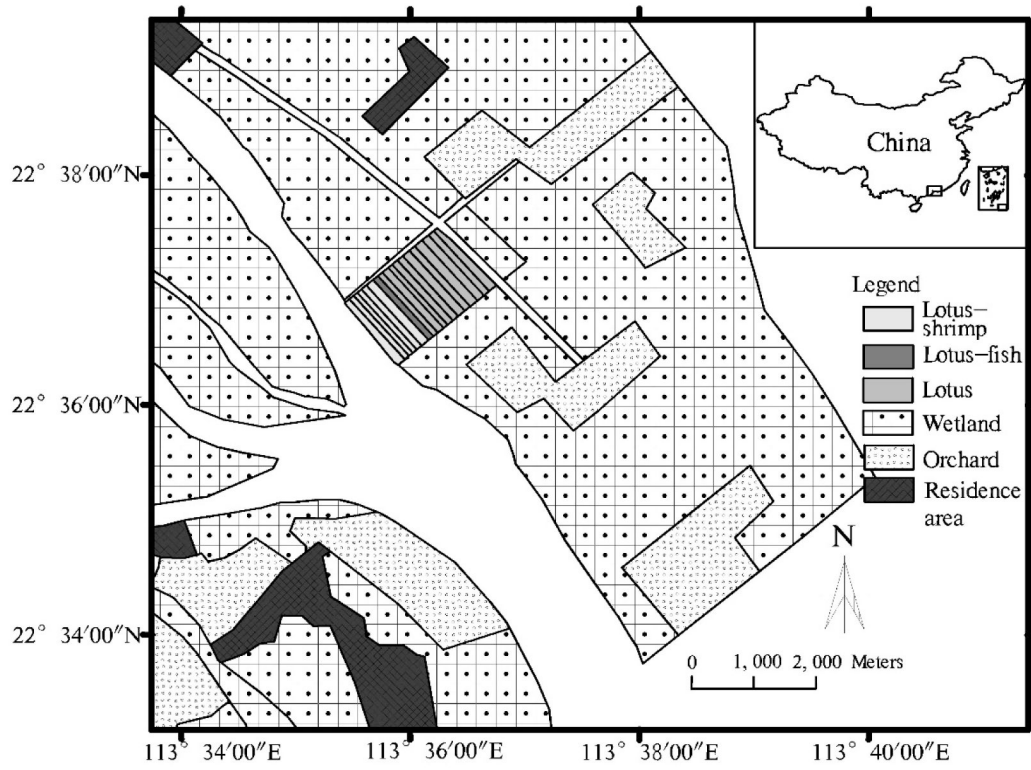 China
22° 38′00″N
22° 36′00″N
22° 34′00″N
Legend
Lotus–
shrimp
Lotus–fish
Lotus
Wetland
Orchard
Residence
area
N
0 1, 000 2, 000 Meters
113° 34′00″E 113° 36′00″E 113° 38′00″E 113° 40′00″E